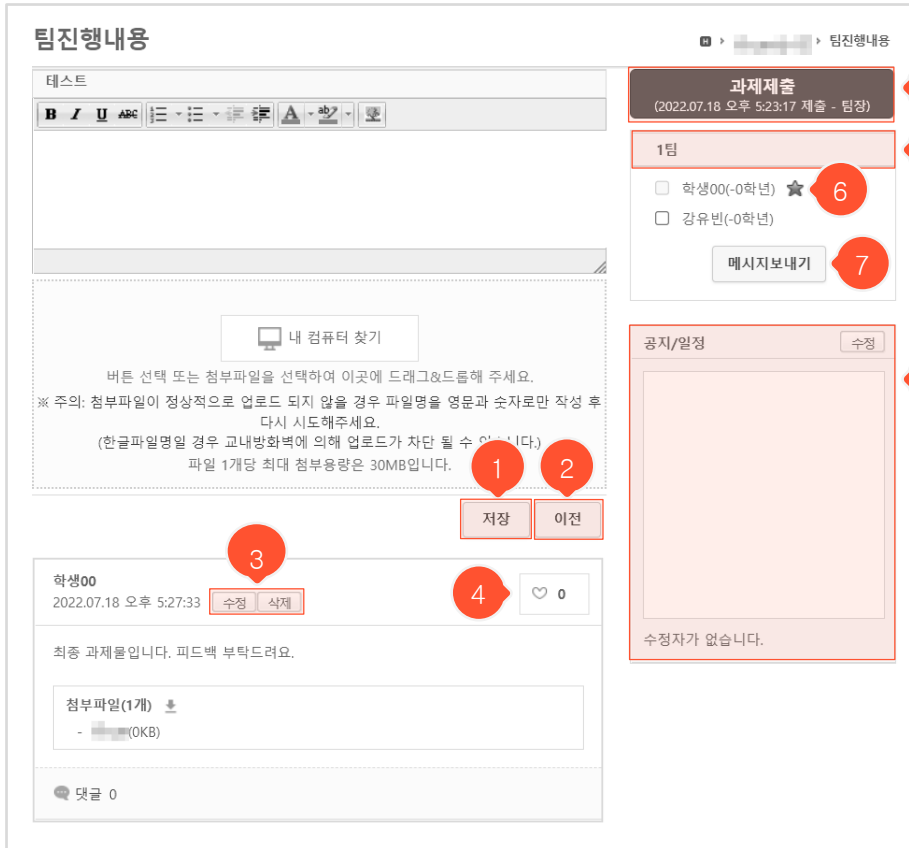 팀진행내용
H > > 팀진행내용
테스트
B I U ABC A ab
내 컴퓨터 찾기
버튼 선택 또는 첨부파일을 선택하여 이곳에 드래그&드롭해 주세요.
※ 주의: 첨부파일이 정상적으로 업로드 되지 않을 경우 파일명을 영문과 숫자로만 작성 후
다시 시도해주세요.
(한글파일명일 경우 교내방화벽에 의해 업로드가 차단 될 수
파일 1개당 최대 첨부용량은 30MB입니다.
1
2
저장
이전
3
학생00
2022.07.18 오후 5:27:33 수정 삭제
4
0
최종 과제물입니다. 피드백 부탁드려요.
첨부파일(1개)
- (0KB)
댓글 0
과제제출
(2022.07.18 오후 5:23:17 제출 - 팀장)
1팀
학생00(-0학년)
6
강유빈(-0학년)
메시지보내기
7
공지/일정
수정
수정자가 없습니다.